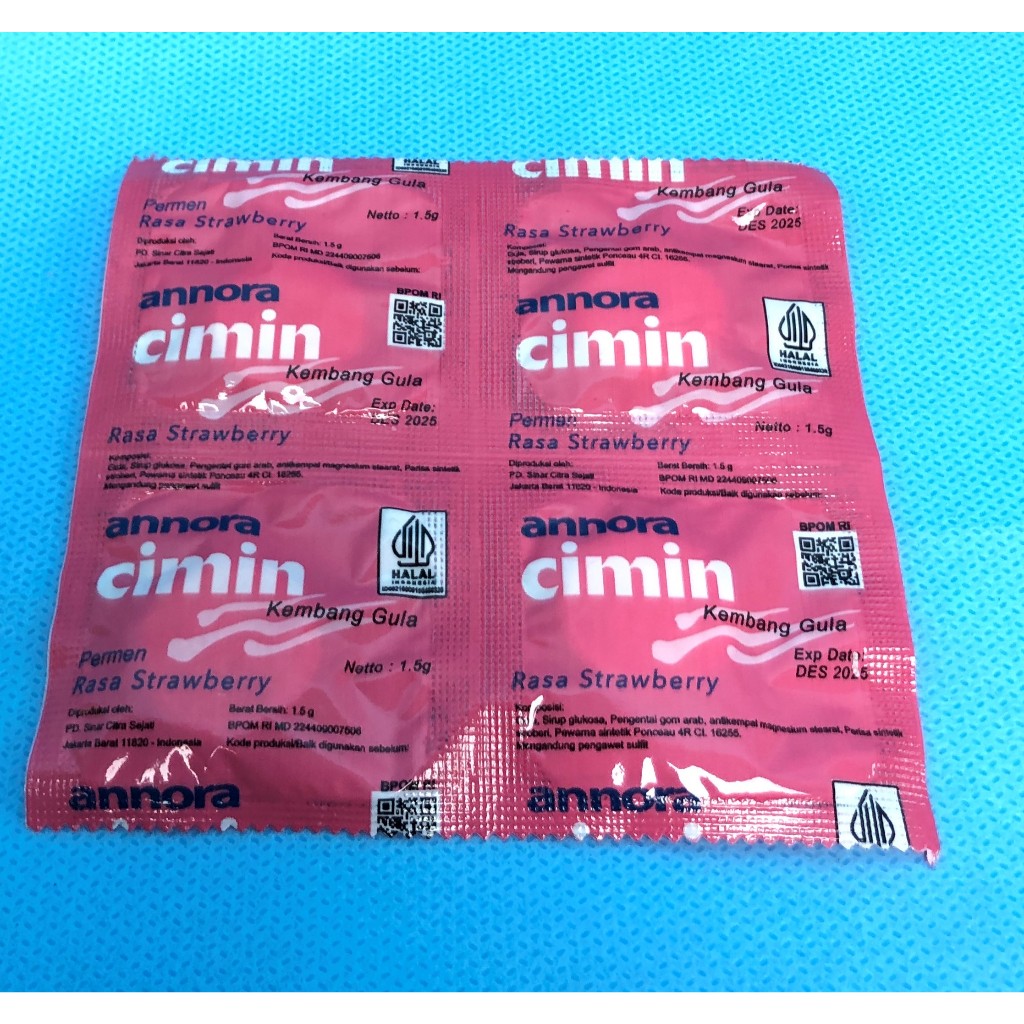 cimin
HALAL
Kembang Gula
Permen
Rasa Strawberry
Netto : 1.5g
Diproduksi oleh:
PD. Sinar Citra Sejati
Jakarta Barat 11820 - Indonesia
Berat Bersih: 1.5 g
BPOM RI MD 224409007506
Kode produksi/Baik digunakan sebelum:
annora
BPOM RI
cimin
Kembang Gula
Exp Date:
DES 2025
Rasa Strawberry
Komposisi:
Gula, Sirup glukosa, Pengental gom arab, antikempal magnesium stearat, Perisa sintetik
stroberi, Pewarna sintetik Ponceau 4R CI. 16255.
Mengandung pengawet sulfit
annora
HALAL
INDONESIA
cimin
Kembang Gula
Permen
Rasa Strawberry
Netto : 1.5g
Diproduksi oleh:
PD. Sinar Citra Sejati
Jakarta Barat 11820 - Indonesia
Berat Bersih: 1.5 g
BPOM RI MD 224409007506
Kode produksi/Baik digunakan sebelum:
annora
BPOM RI
cimin
Kembang Gula
Exp Date:
DES 2025
Rasa Strawberry
Komposisi:
Gula, Sirup glukosa, Pengental gom arab, antikempal magnesium stearat, Perisa sintetik
stroberi, Pewarna sintetik Ponceau 4R CI. 16255.
Mengandung pengawet sulfit
annora
HALAL
INDONESIA
cimin
Kembang Gula
Permen
Rasa Strawberry
Netto : 1.5g
Diproduksi oleh:
PD. Sinar Citra Sejati
Jakarta Barat 11820 - Indonesia
Berat Bersih: 1.5 g
BPOM RI MD 224409007506
Kode produksi/Baik digunakan sebelum:
annora
BPOM RI
cimin
Kembang Gula
Exp Date:
DES 2025
Rasa Strawberry
Komposisi:
Sirup glukosa, Pengental gom arab, antikempal magnesium stearat, Perisa sintetik
stroberi, Pewarna sintetik Ponceau 4R CI. 16255.
Mengandung pengawet sulfit
annora